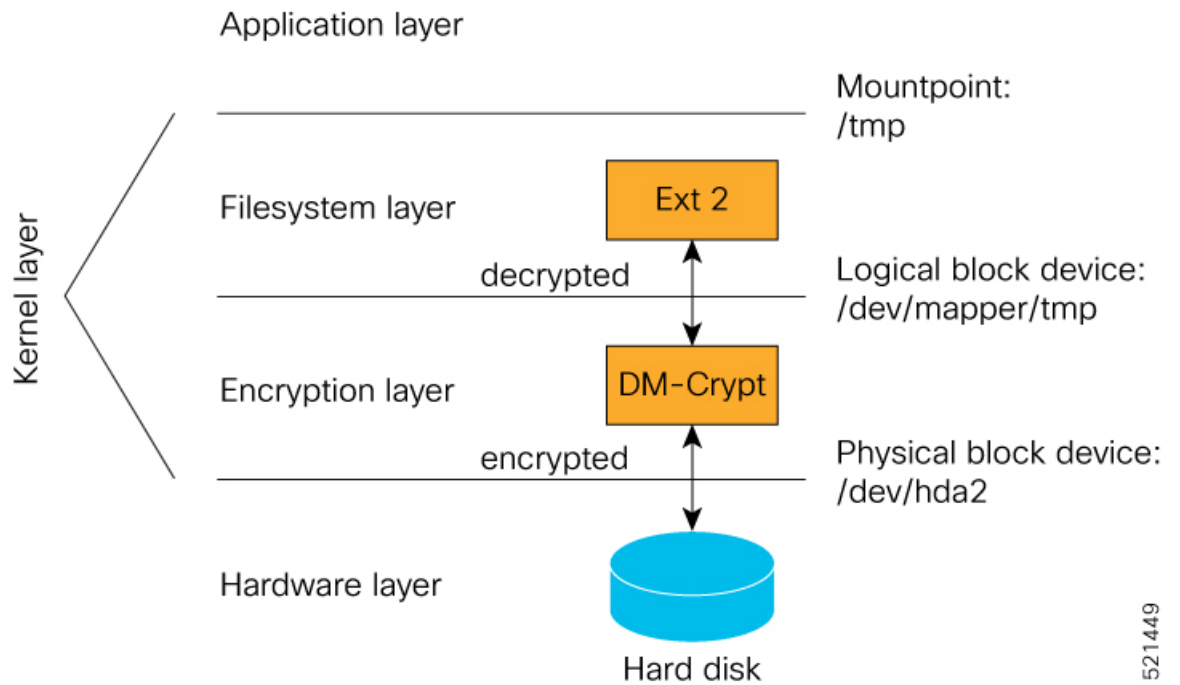 Application layer
Mountpoint:
/tmp
Kernel layer
Filesystem layer
Ext 2
decrypted
Logical block device:
/dev/mapper/tmp
Encryption layer
DM-Crypt
encrypted
Physical block device:
/dev/hda2
Hardware layer
Hard disk
521449